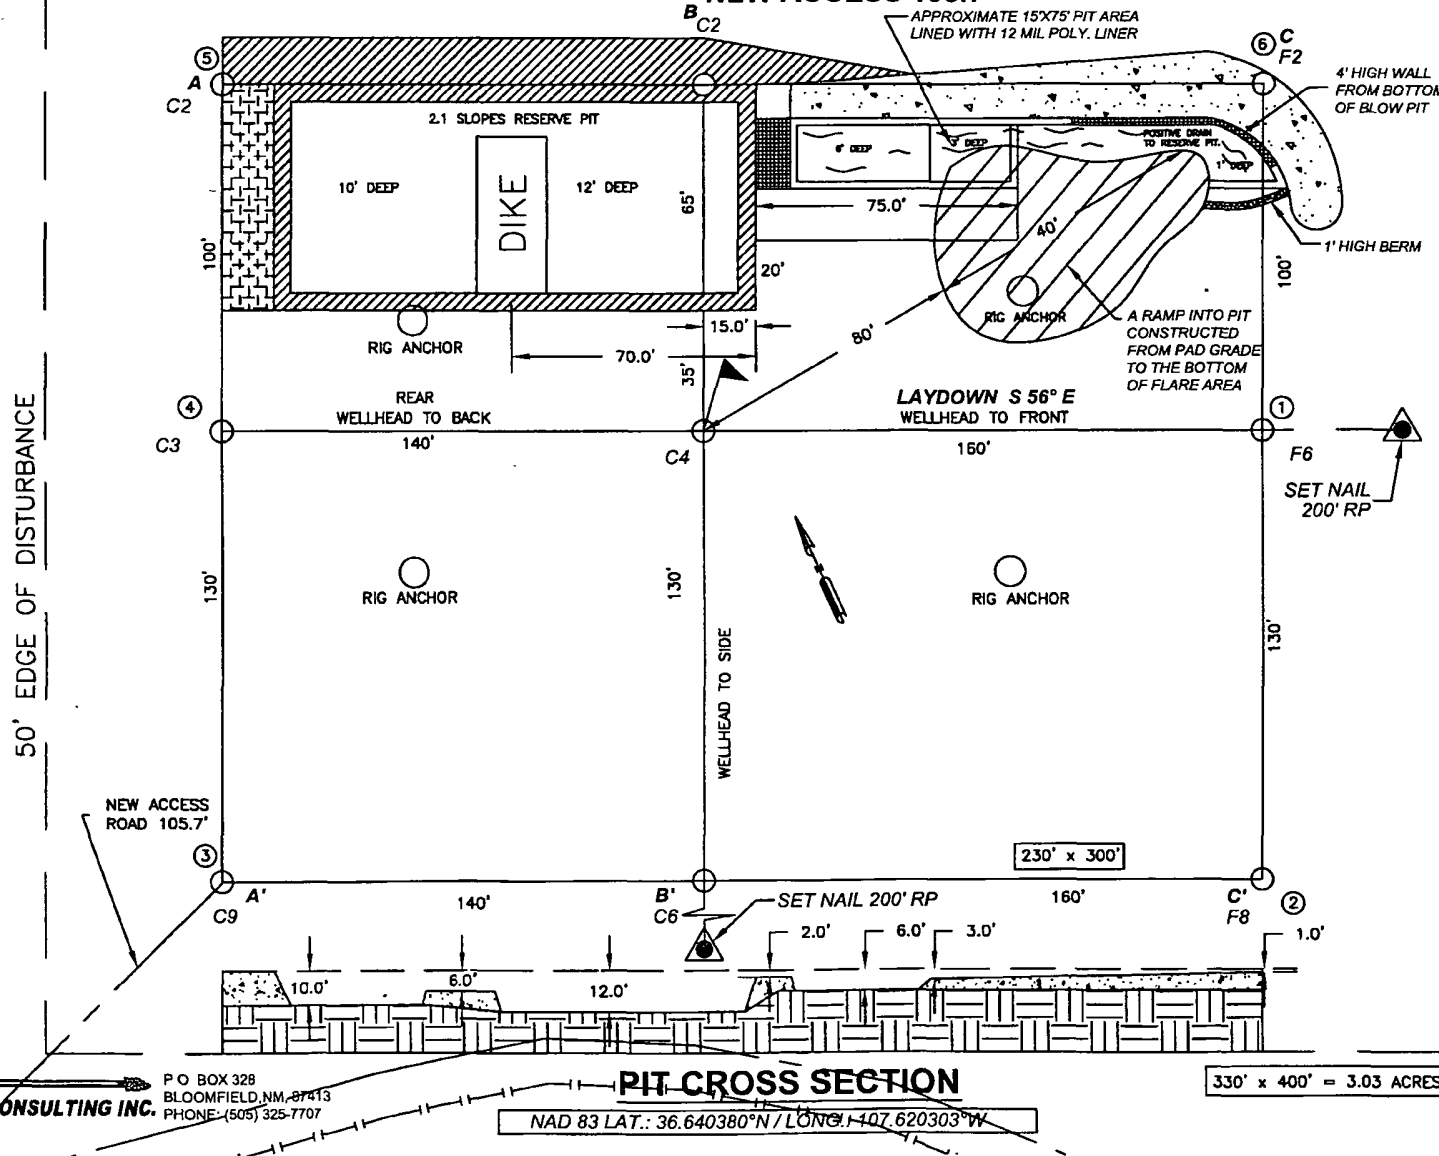 B
C2
APPROXIMATE 15'X75' PIT AREA
LINED WITH 12 MIL POLY. LINER
6
C
F2
4' HIGH WALL
FROM BOTTOM
OF BLOW PIT
5
A
C2
2.1 SLOPES RESERVE PIT
10' DEEP
DIKE
12' DEEP
65'
6' DEEP
3' DEEP
POSITIVE DRAIN
TO RESERVE PIT.
1' DEEP
75.0'
40'
1' HIGH BERM
100'
20'
100'
RIG ANCHOR
15.0'
70.0'
35'
80'
RIG ANCHOR
A RAMP INTO PIT
CONSTRUCTED
FROM PAD GRADE
TO THE BOTTOM
OF FLARE AREA
4
C3
REAR
WELLHEAD TO BACK
140'
C4
LAYDOWN S 56° E
WELLHEAD TO FRONT
160'
1
F6
SET NAIL
200' RP
50' EDGE OF DISTURBANCE
130'
RIG ANCHOR
130'
WELLHEAD TO SIDE
N
RIG ANCHOR
130'
NEW ACCESS
ROAD 105.7'
3
A'
C9
140'
B'
C6
SET NAIL 200' RP
230' x 300'
160'
C'
F8
2
10.0'
6.0'
12.0'
2.0'
6.0'
3.0'
1.0'
ONSULTING INC.
P O BOX 328
BLOOMFIELD, NM, 87413
PHONE: (505) 325-7707
PIT CROSS SECTION
NAD 83 LAT.: 36.640380°N / LONG.: 107.620303°W
330' x 400' = 3.03 ACRES